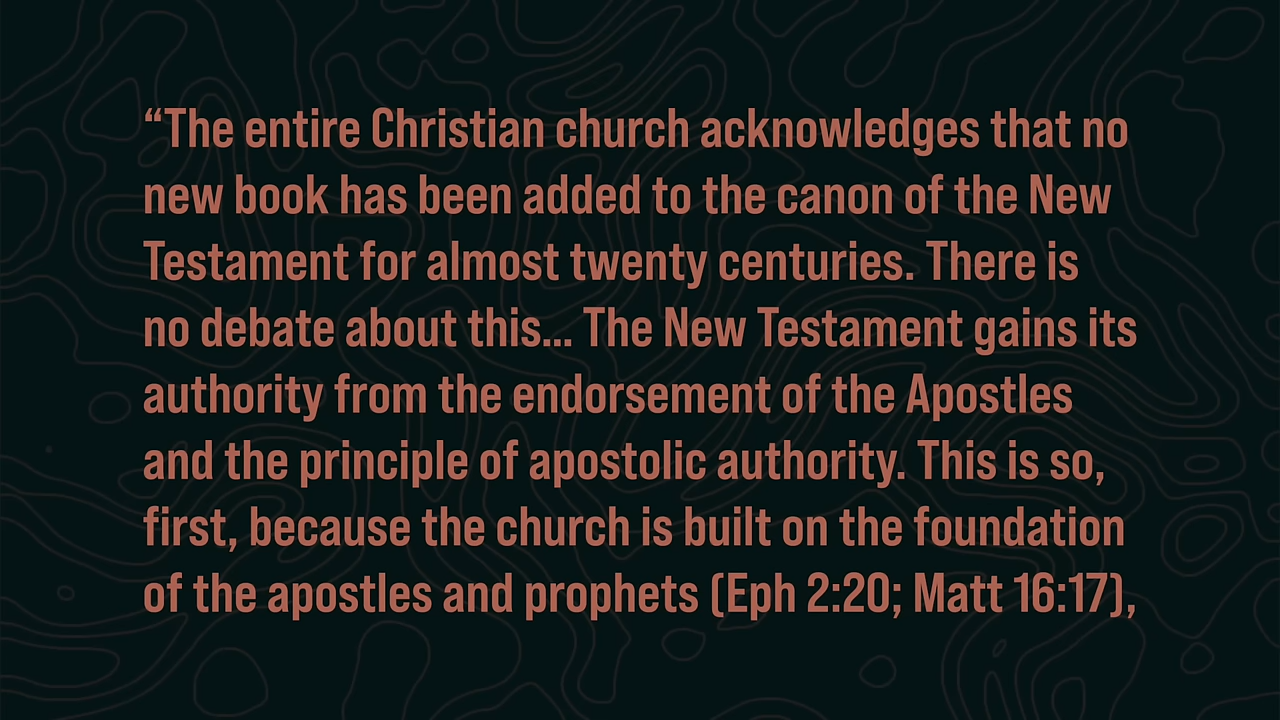 “The entire Christian church acknowledges that no
new book has been added to the canon of the New
Testament for almost twenty centuries. There is
no debate about this... The New Testament gains its
authority from the endorsement of the Apostles
and the principle of apostolic authority. This is so,
first, because the church is built on the foundation
of the apostles and prophets (Eph 2:20; Matt 16:17),